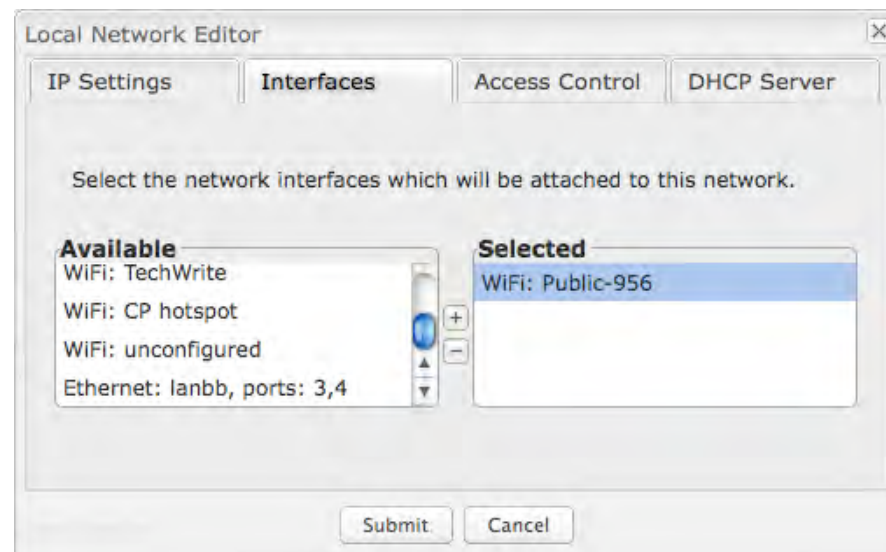 Local Network Editor
IP Settings
Interfaces
Access Control
DHCP Server
Select the network interfaces which will be attached to this network.
Available
WiFi: TechWrite
WiFi: CP hotspot
WiFi: unconfigured
Ethernet: lanbb, ports: 3,4
+
−
Selected
WiFi: Public-956
Submit
Cancel